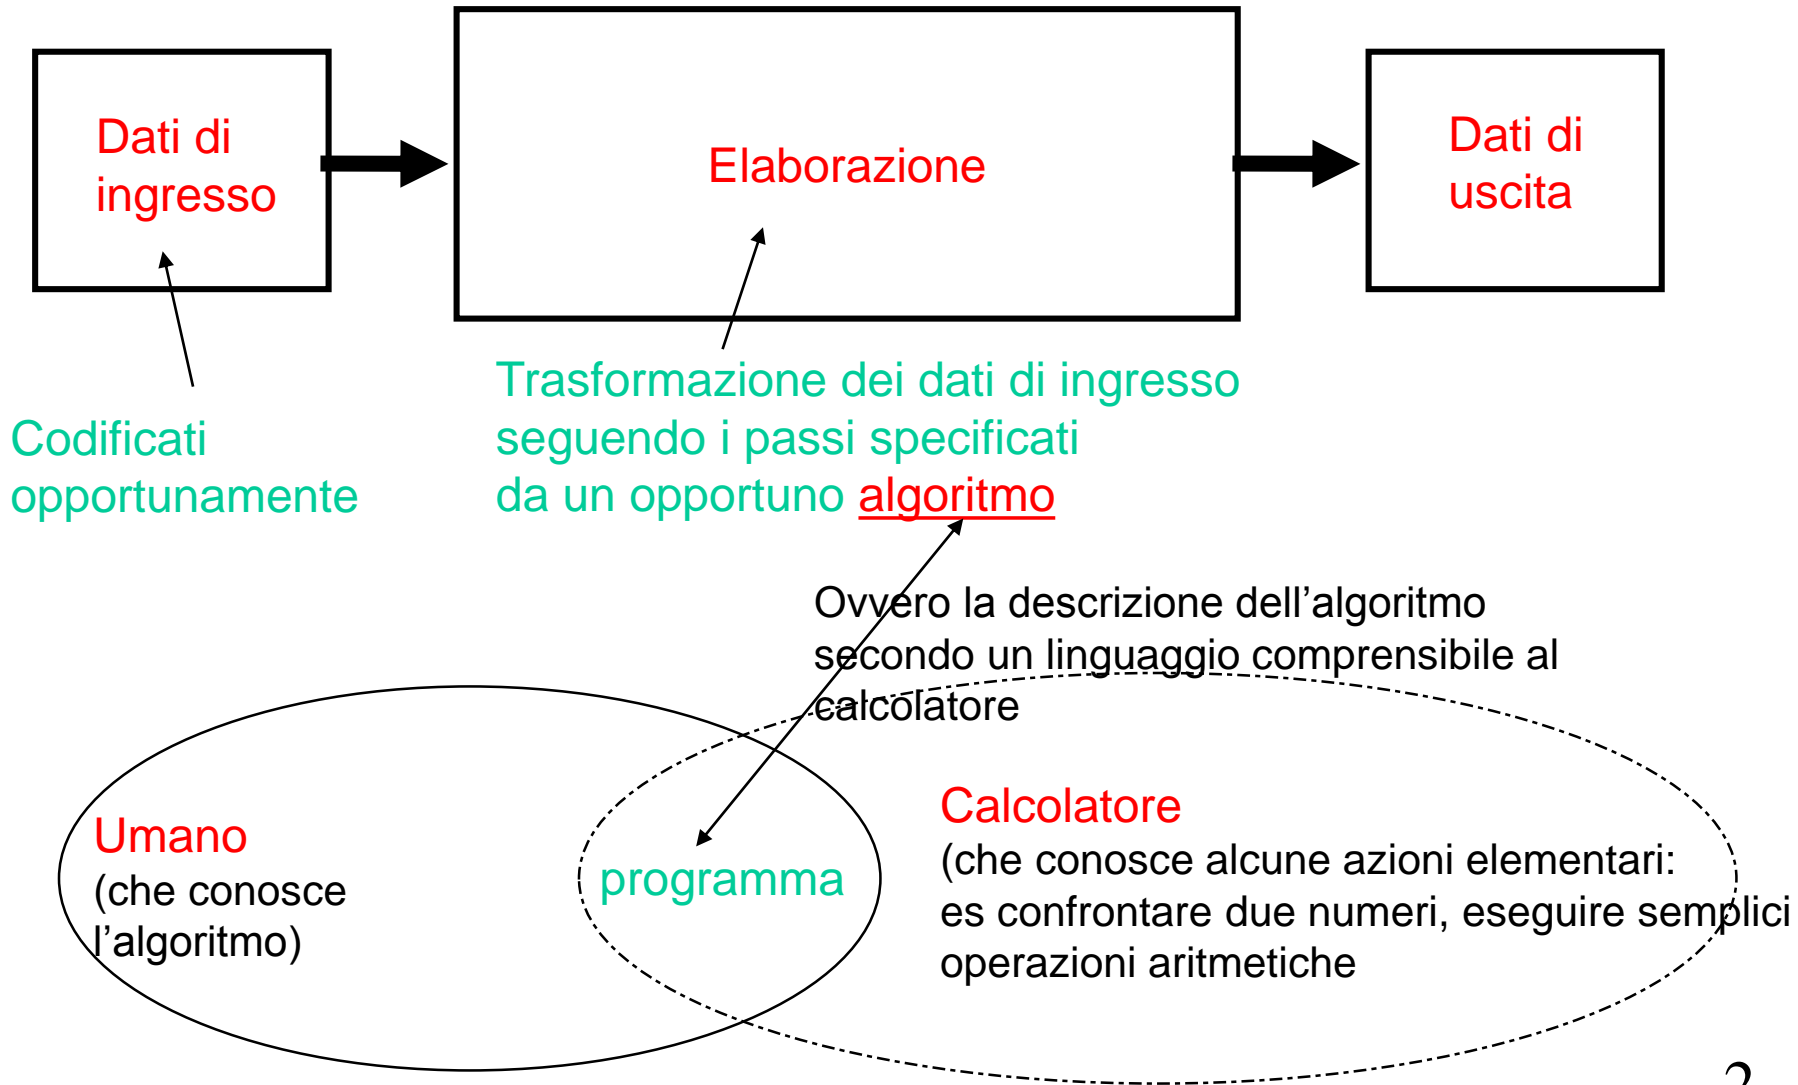 Dati di
ingresso
Elaborazione
Dati di
uscita
Codificati
opportunamente
Trasformazione dei dati di ingresso
seguendo i passi specificati
da un opportuno algoritmo
Ovvero la descrizione dell’algoritmo
secondo un linguaggio comprensibile al
calcolatore
Umano
(che conosce
l’algoritmo)
programma
Calcolatore
(che conosce alcune azioni elementari:
es confrontare due numeri, eseguire semplici
operazioni aritmetiche